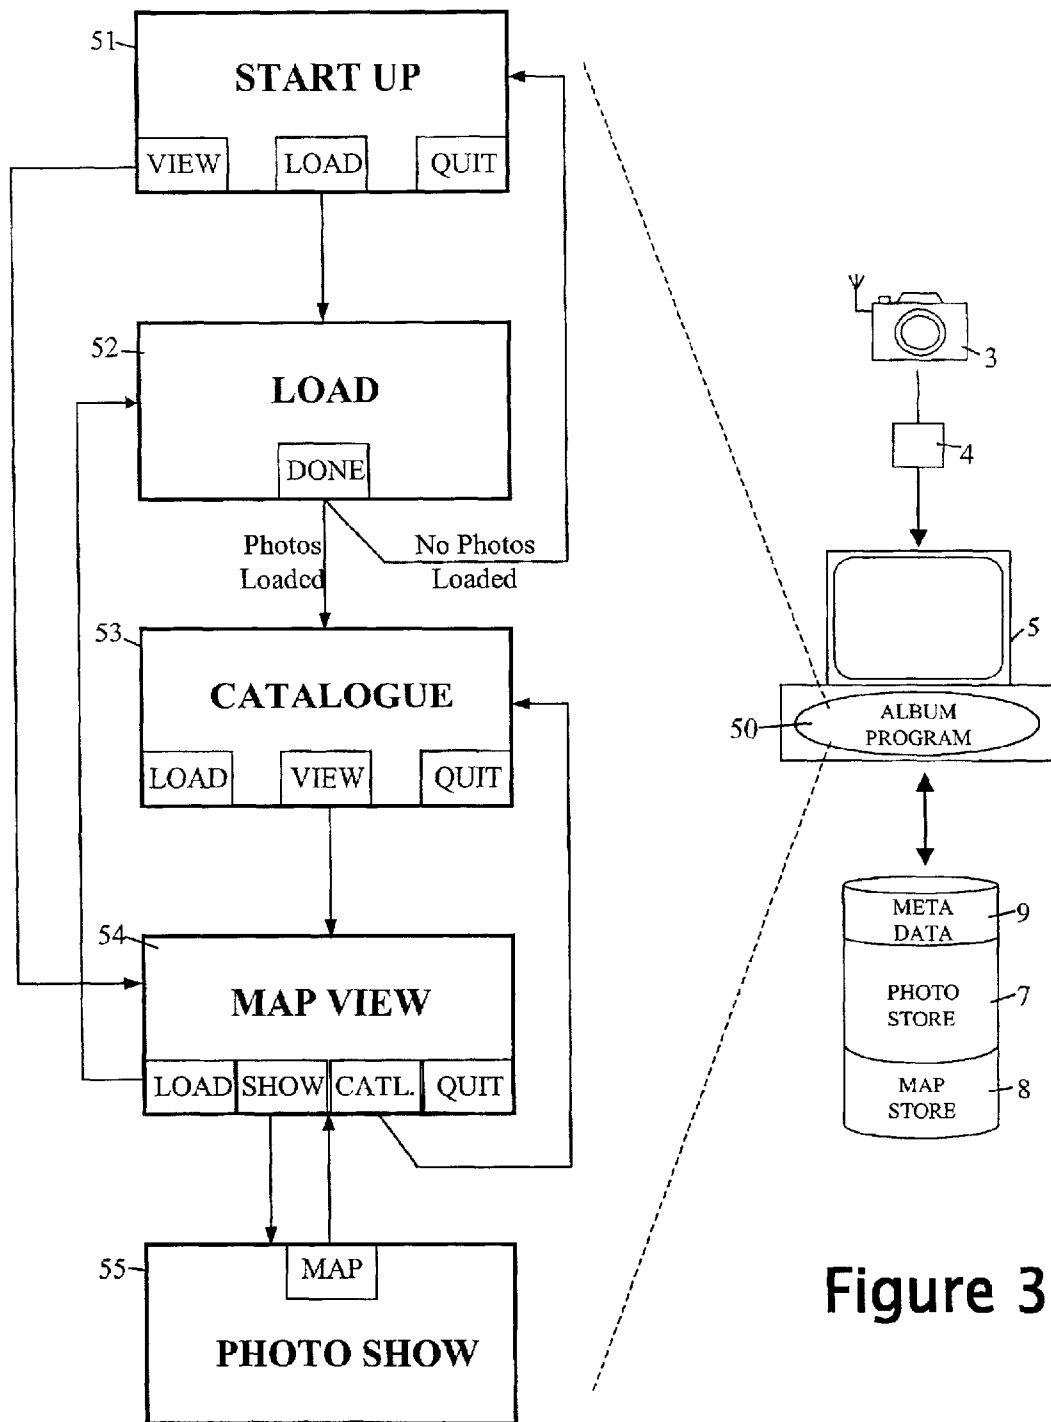 51
START UP
VIEW
LOAD
QUIT
52
LOAD
DONE
Photos
Loaded
No Photos
Loaded
53
CATALOGUE
LOAD
VIEW
QUIT
54
MAP VIEW
LOAD
SHOW
CATL.
QUIT
55
MAP
PHOTO SHOW
3
4
5
50
ALBUM
PROGRAM
META
DATA
9
PHOTO
STORE
7
MAP
STORE
8
Figure 3